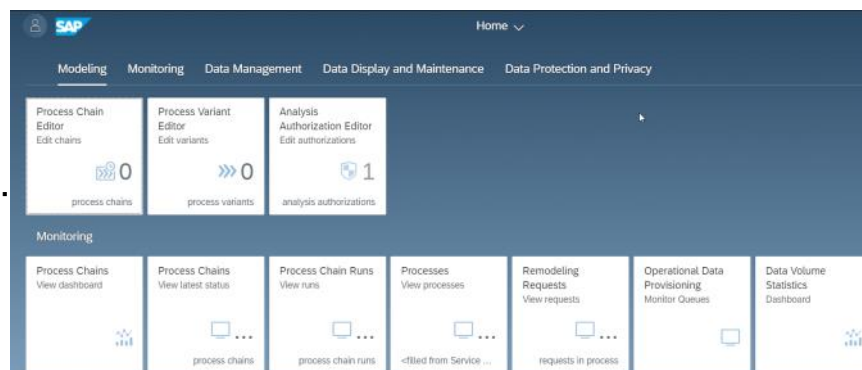 SAP
Home
Modeling Monitoring Data Management Data Display and Maintenance Data Protection and Privacy
Process Chain
Editor
Edit chains
0
process chains
Process Variant
Editor
Edit variants
0
process variants
Analysis
Authorization Editor
Edit authorizations
1
analysis authorizations
Monitoring
Process Chains
View dashboard
Process Chains
View latest status
...
process chains
Process Chain Runs
View runs
...
process chain runs
Processes
View processes
...
<filled from Service ...
Remodeling
Requests
View requests
...
requests in process
Operational Data
Provisioning
Monitor Queues
Data Volume
Statistics
Dashboard